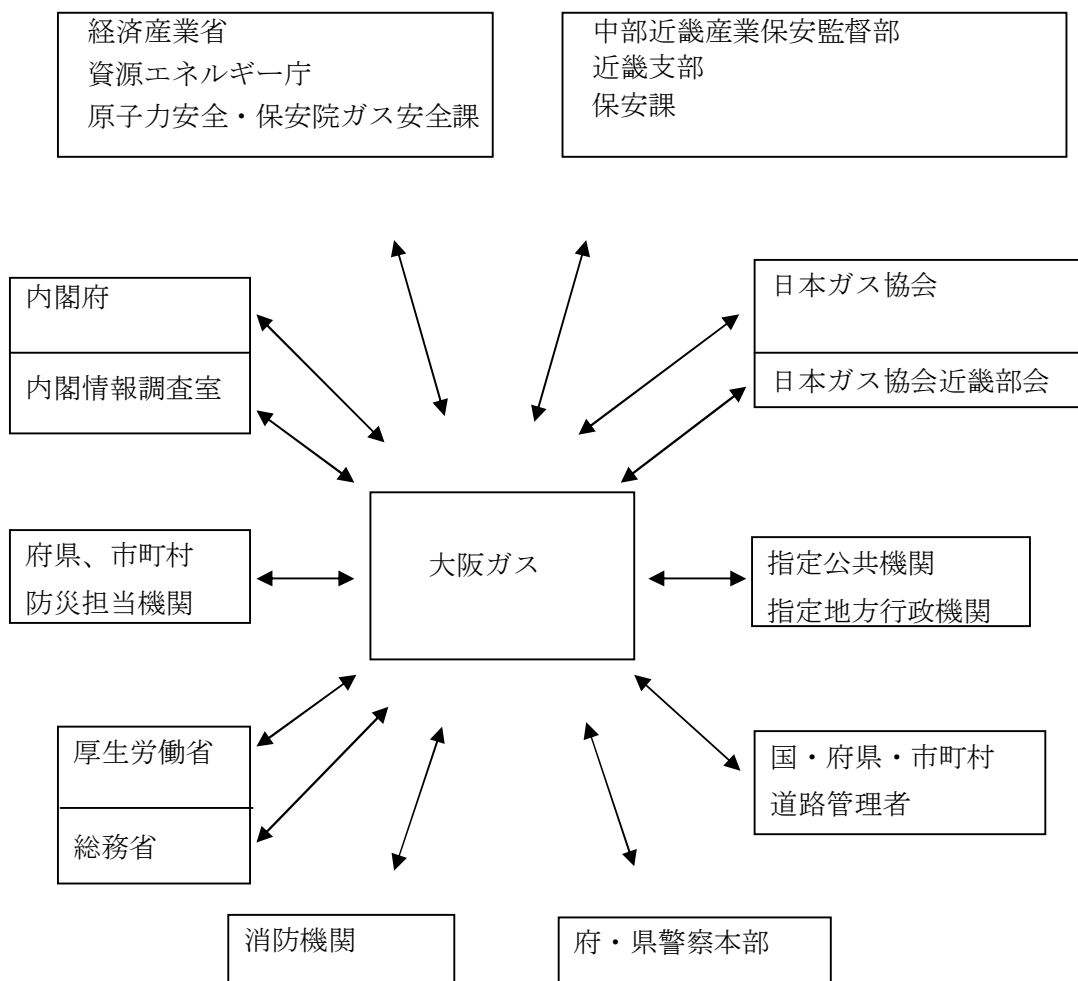 経済産業省
資源エネルギー庁
原子力安全・保安院ガス安全課
中部近畿産業保安監督部
近畿支部
保安課
内閣府
内閣情報調査室
日本ガス協会
日本ガス協会近畿部会
府県、市町村
防災担当機関
大阪ガス
指定公共機関
指定地方行政機関
厚生労働省
総務省
国・府県・市町村
道路管理者
消防機関
府・県警察本部